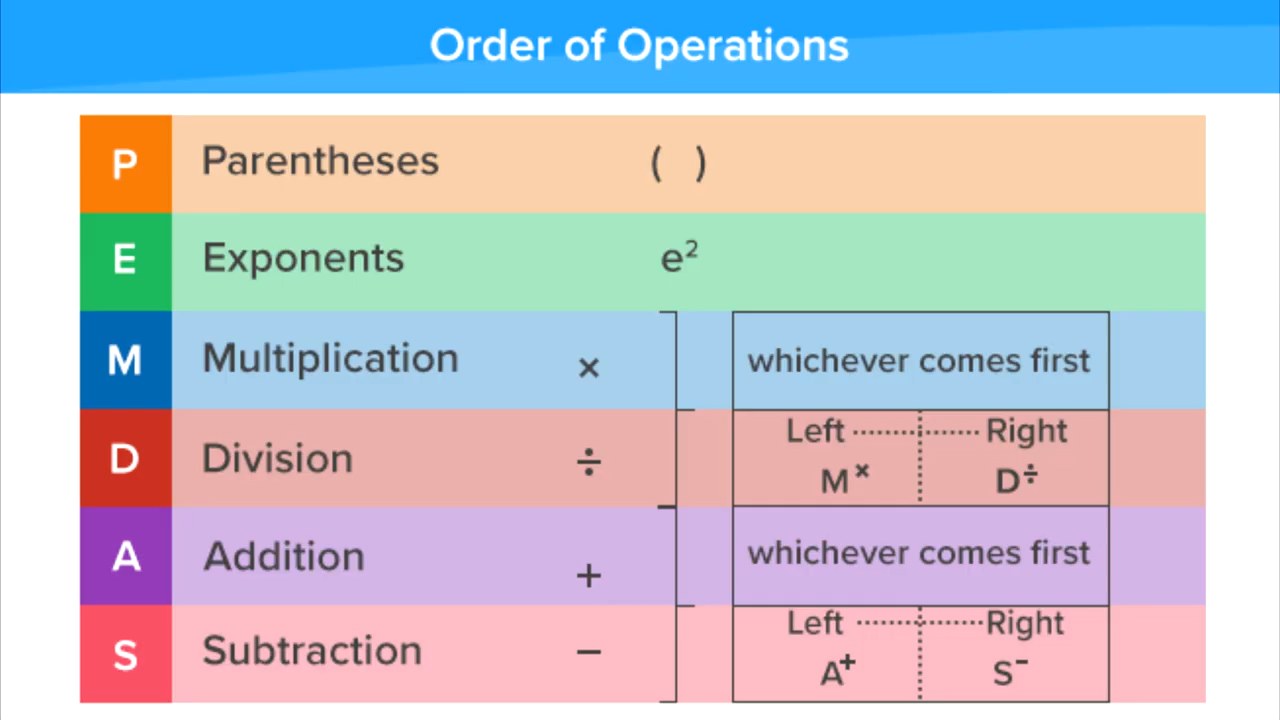 Order of Operations
P Parentheses ( )
E Exponents e²
M Multiplication × whichever comes first
D Division ÷ Left Right
M× D÷
A Addition + whichever comes first
S Subtraction − Left Right
A+ S−